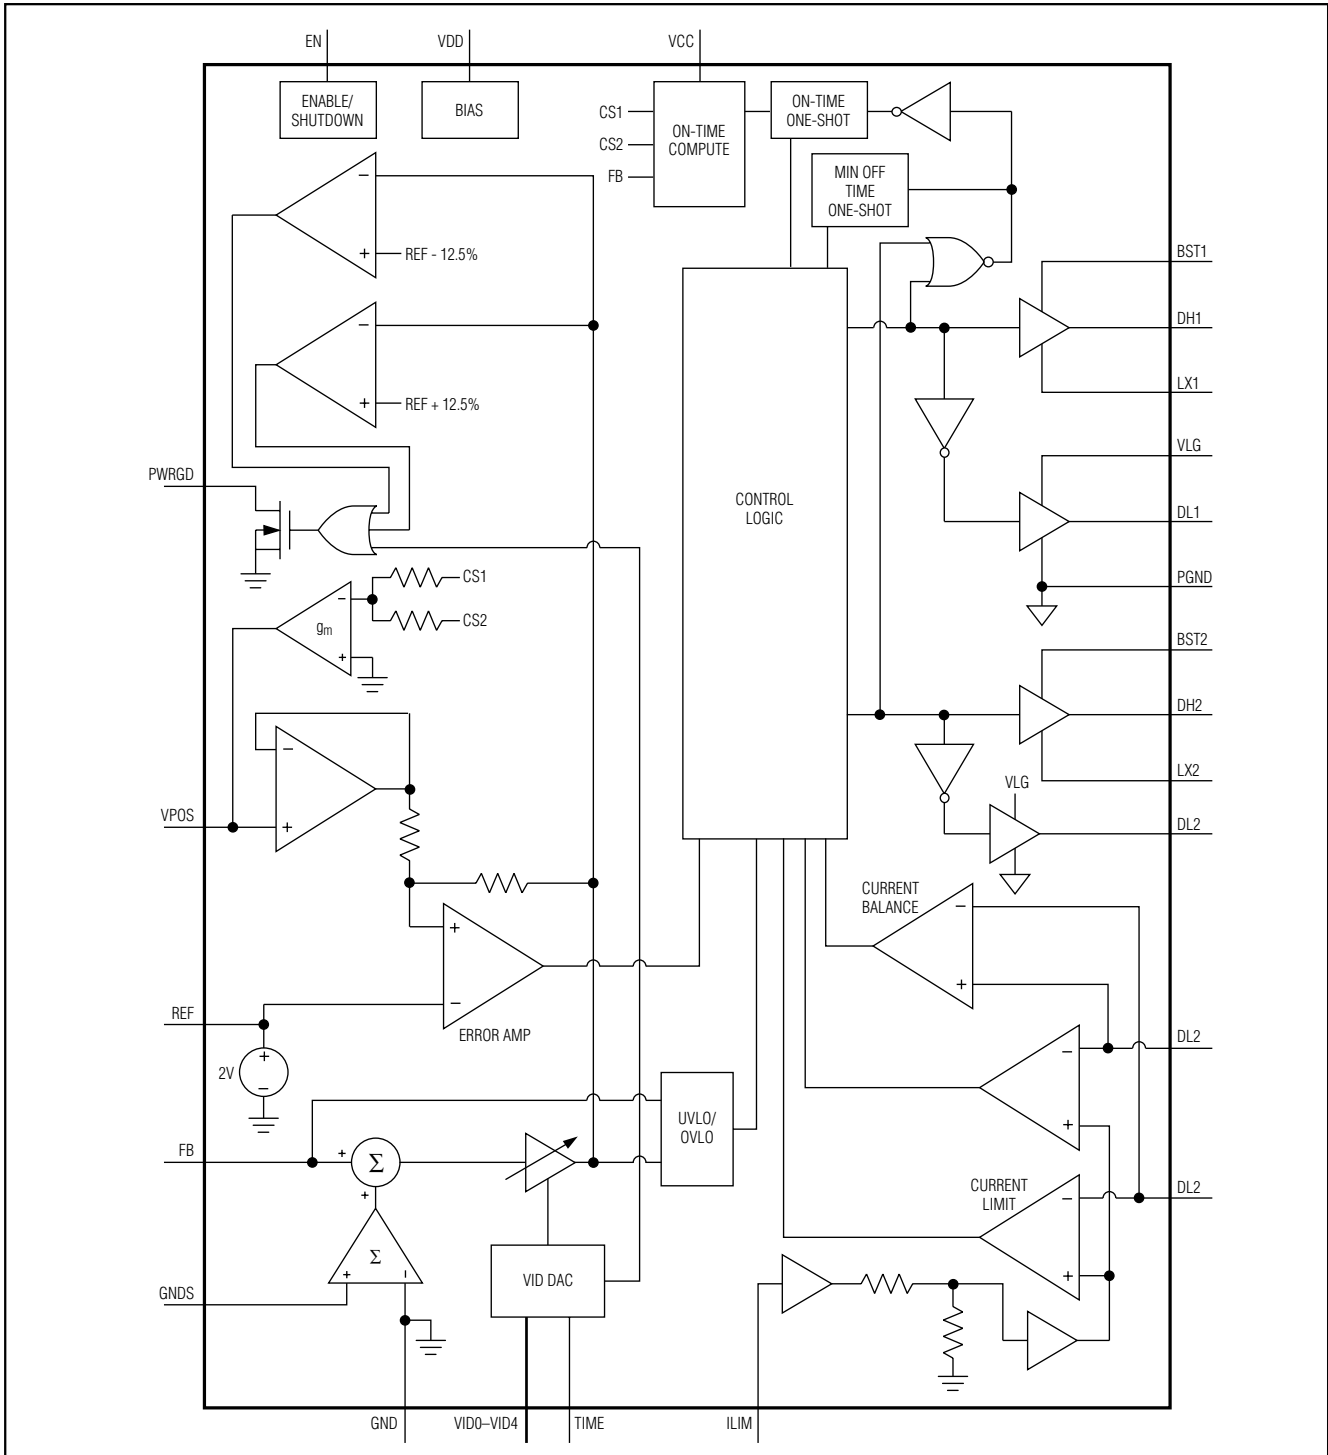 EN
VDD
VCC
ENABLE/
SHUTDOWN
BIAS
CS1
CS2
FB
ON-TIME
COMPUTE
ON-TIME
ONE-SHOT
MIN OFF
TIME
ONE-SHOT
−
+
REF - 12.5%
−
+
REF + 12.5%
PWRGD
CS1
CS2
−
gm
+
−
+
VPOS
CONTROL
LOGIC
BST1
DH1
LX1
VLG
DL1
PGND
BST2
DH2
LX2
VLG
DL2
CURRENT
BALANCE
−
+
+
−
ERROR AMP
REF
2V
+
−
DL2
−
+
UVLO/
OVLO
FB
+
Σ
+
Σ
+
−
CURRENT
LIMIT
−
+
DL2
VID DAC
GNDS
GND
VID0–VID4
TIME
ILIM